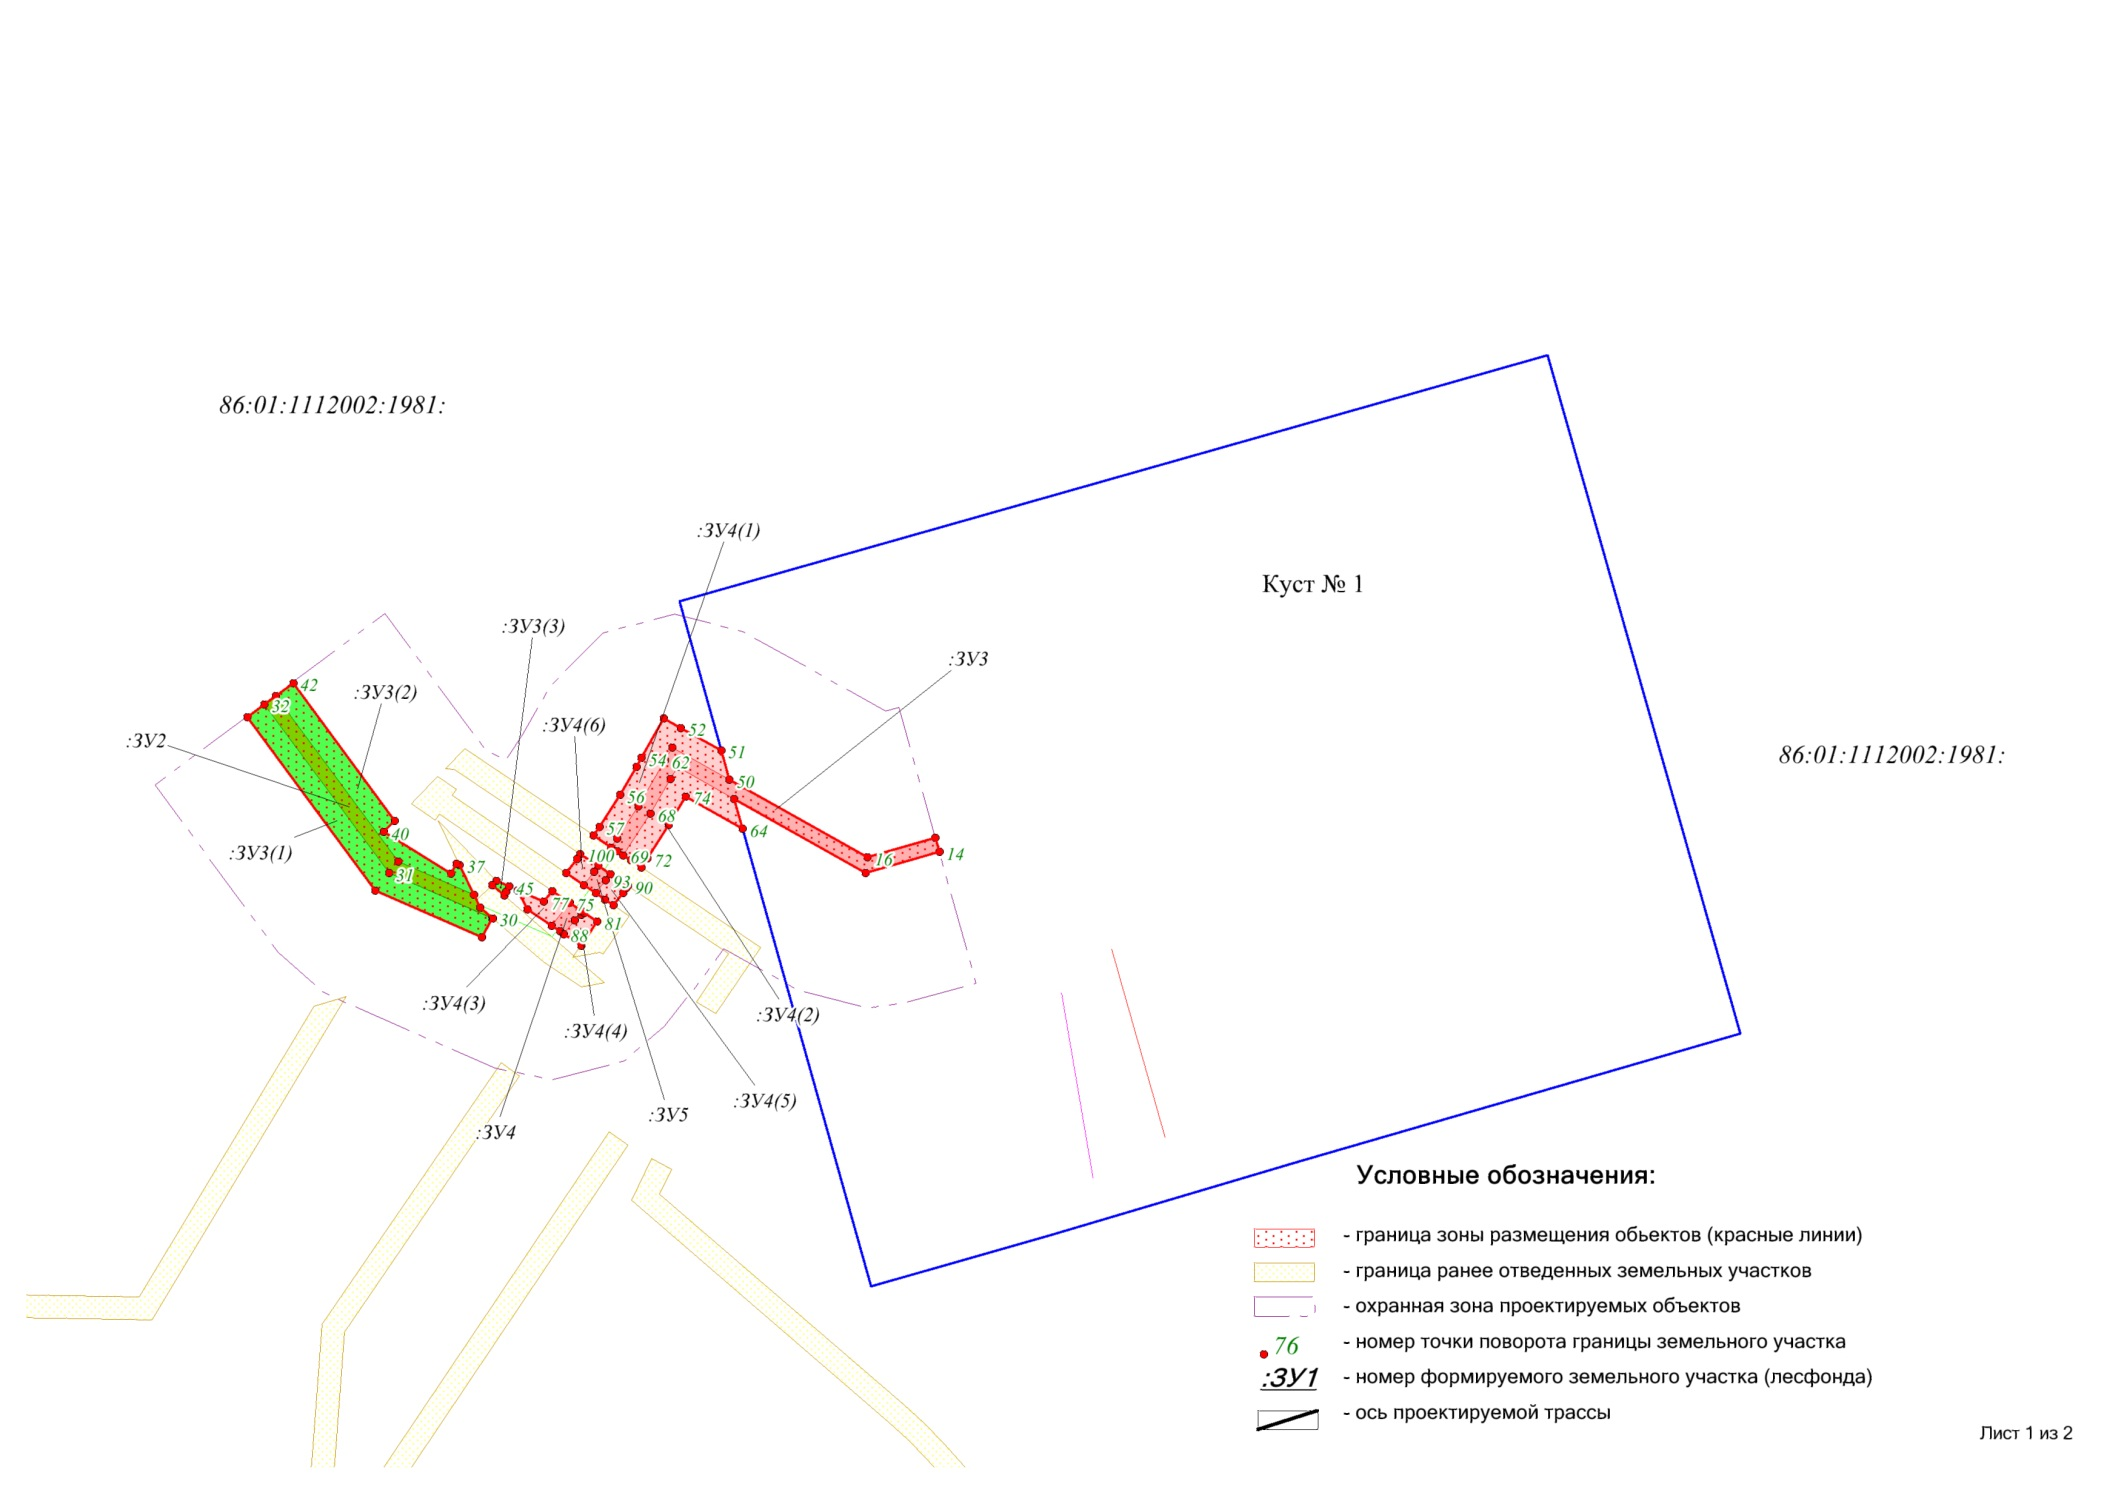 86:01:1112002:1981:
:ЗУ4(1)
Куст № 1
:ЗУ3(3)
:ЗУ3
42
:ЗУ3(2)
32
:ЗУ4(6)
52
:ЗУ2
51
86:01:1112002:1981:
54
62
50
56
74
68
57
64
40
:ЗУ3(1)
100
69
72
16
14
37
31
93
45
90
77
75
30
81
88
:ЗУ4(3)
:ЗУ4(2)
:ЗУ4(4)
:ЗУ4(5)
:ЗУ5
:ЗУ4
Условные обозначения:
- граница зоны размещения обьектов (красные линии)
- граница ранее отведенных земельных участков
- охранная зона проектируемых объектов
76 - номер точки поворота границы земельного участка
:ЗУ1 - номер формируемого земельного участка (лесфонда)
- ось проектируемой трассы
Лист 1 из 2